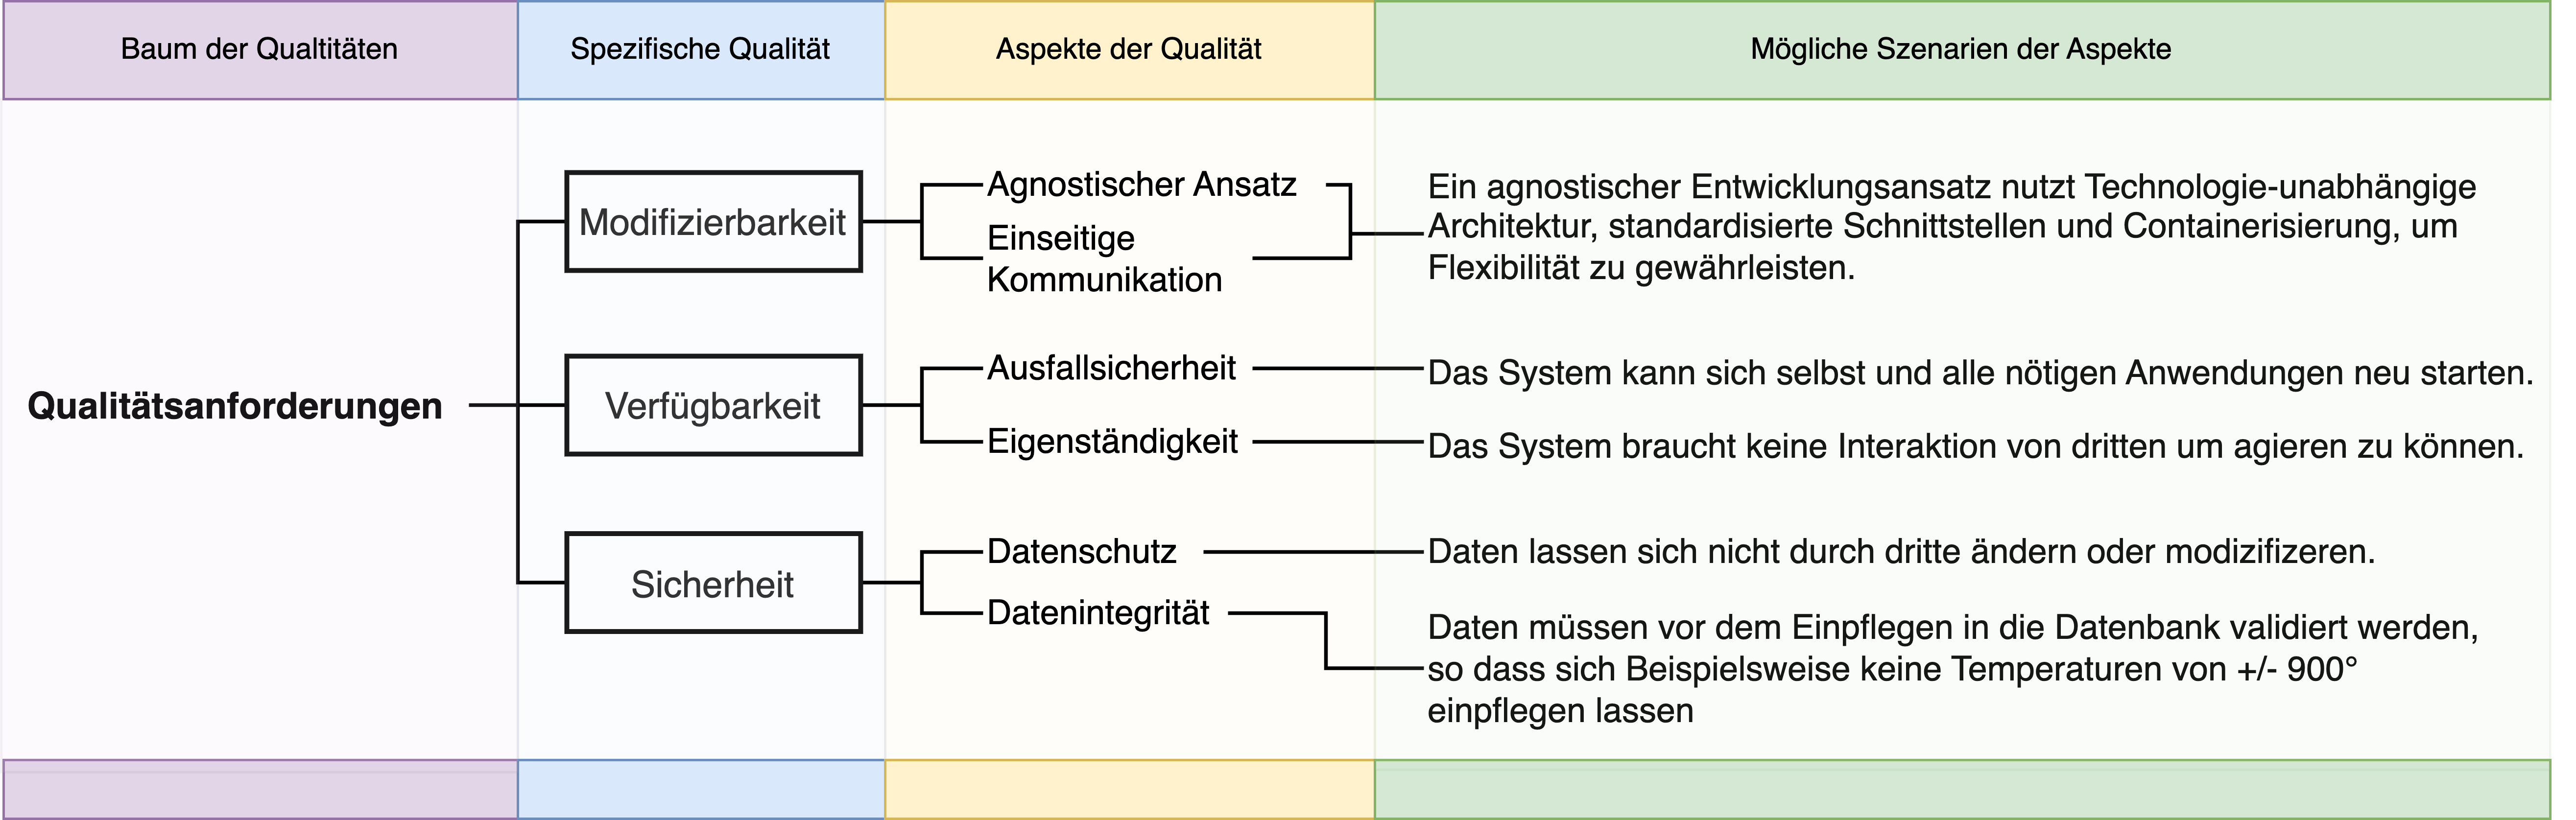 Baum der Qualtitäten
Spezifische Qualität
Aspekte der Qualität
Mögliche Szenarien der Aspekte
Qualitätsanforderungen
Modifizierbarkeit
Agnostischer Ansatz
Einseitige
Kommunikation
Ein agnostischer Entwicklungsansatz nutzt Technologie-unabhängige
Architektur, standardisierte Schnittstellen und Containerisierung, um
Flexibilität zu gewährleisten.
Verfügbarkeit
Ausfallsicherheit
Das System kann sich selbst und alle nötigen Anwendungen neu starten.
Eigenständigkeit
Das System braucht keine Interaktion von dritten um agieren zu können.
Sicherheit
Datenschutz
Daten lassen sich nicht durch dritte ändern oder modizifizeren.
Datenintegrität
Daten müssen vor dem Einpflegen in die Datenbank validiert werden,
so dass sich Beispielsweise keine Temperaturen von +/- 900°
einpflegen lassen